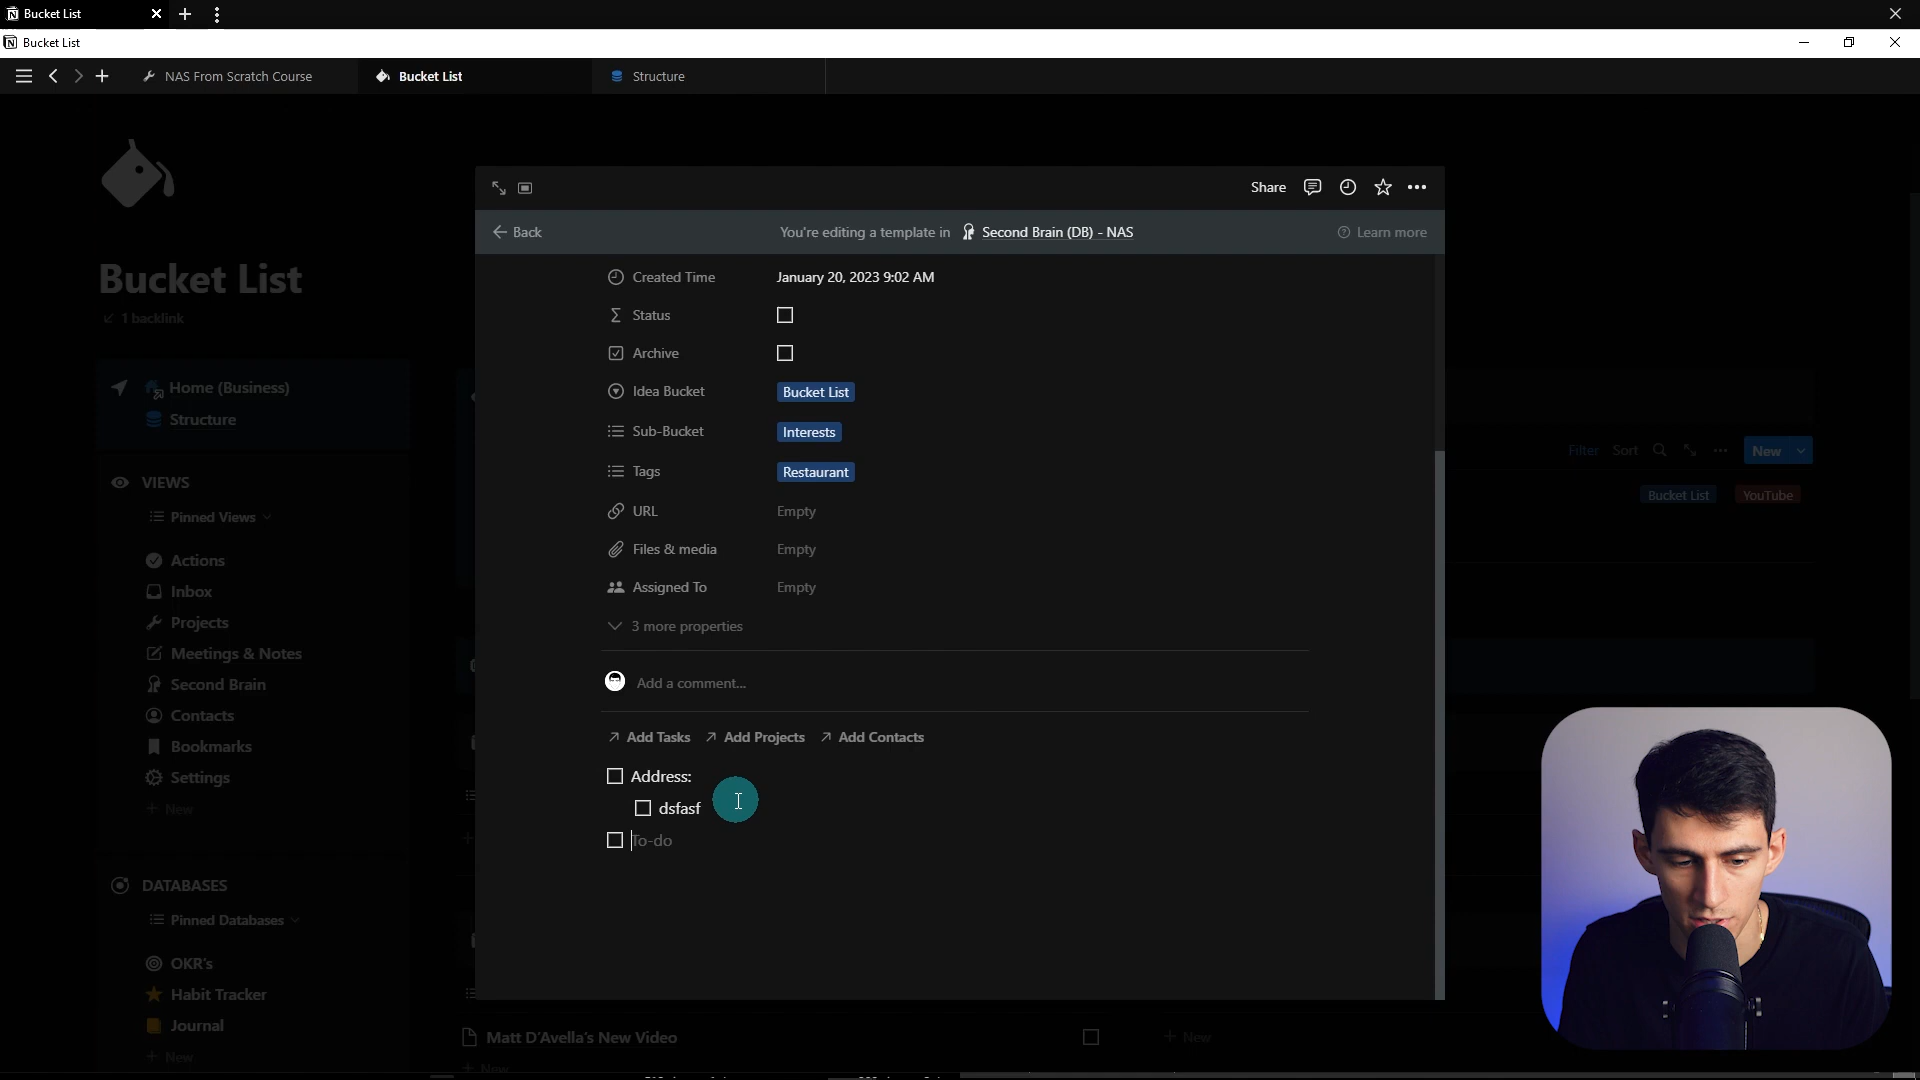 Bucket List
Bucket List
NAS From Scratch Course
Bucket List
Structure
Share
Back
You're editing a template in Second Brain (DB) - NAS
Learn more
Bucket List
1 backlink
Home (Business)
Structure
VIEWS
Pinned Views
Actions
Inbox
Projects
Meetings & Notes
Second Brain
Contacts
Bookmarks
Settings
New
DATABASES
Pinned Databases
OKR's
Habit Tracker
Journal
New
Created Time January 20, 2023 9:02 AM
Status
Archive
Idea Bucket Bucket List
Sub-Bucket Interests
Tags Restaurant
URL Empty
Files & media Empty
Assigned To Empty
3 more properties
Add a comment...
Add Tasks Add Projects Add Contacts
Address:
dsfasf
To-do
Filter Sort New
Bucket List YouTube
Matt D'Avella's New Video
New
New